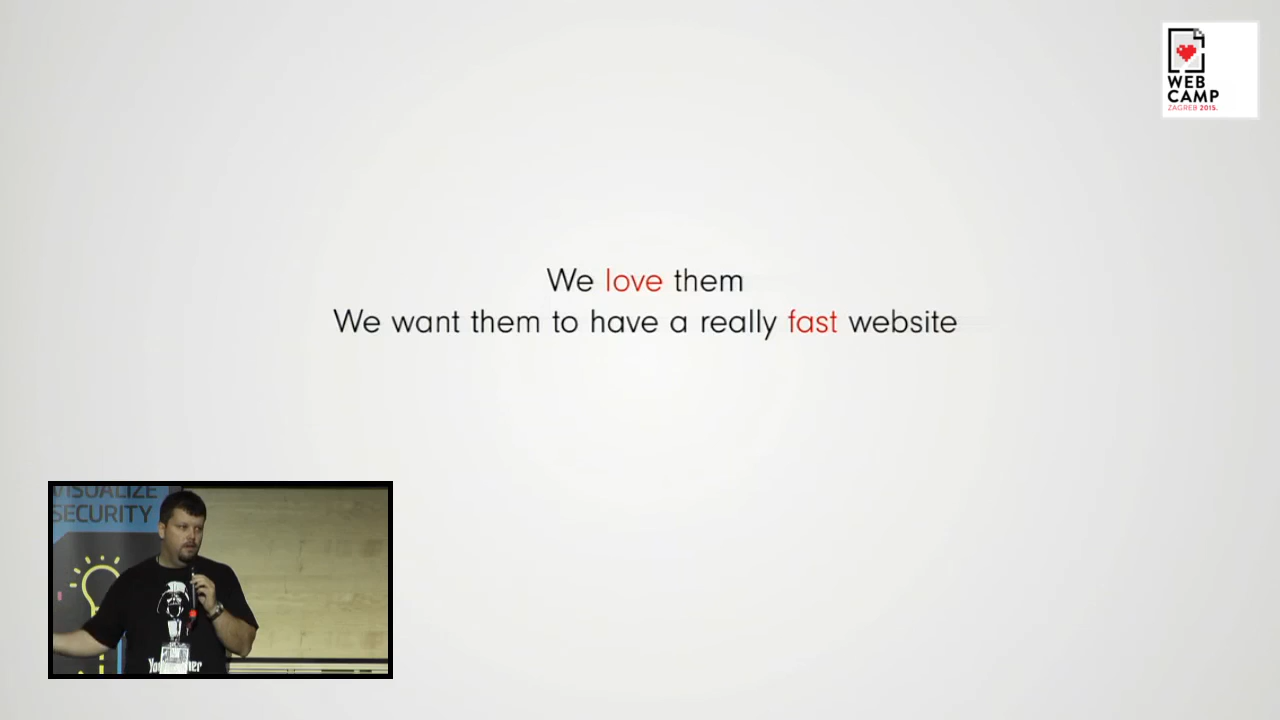 WEB
CAMP
ZAGREB 2015.
We love them
We want them to have a really fast website
VISUALIZE
SECURITY